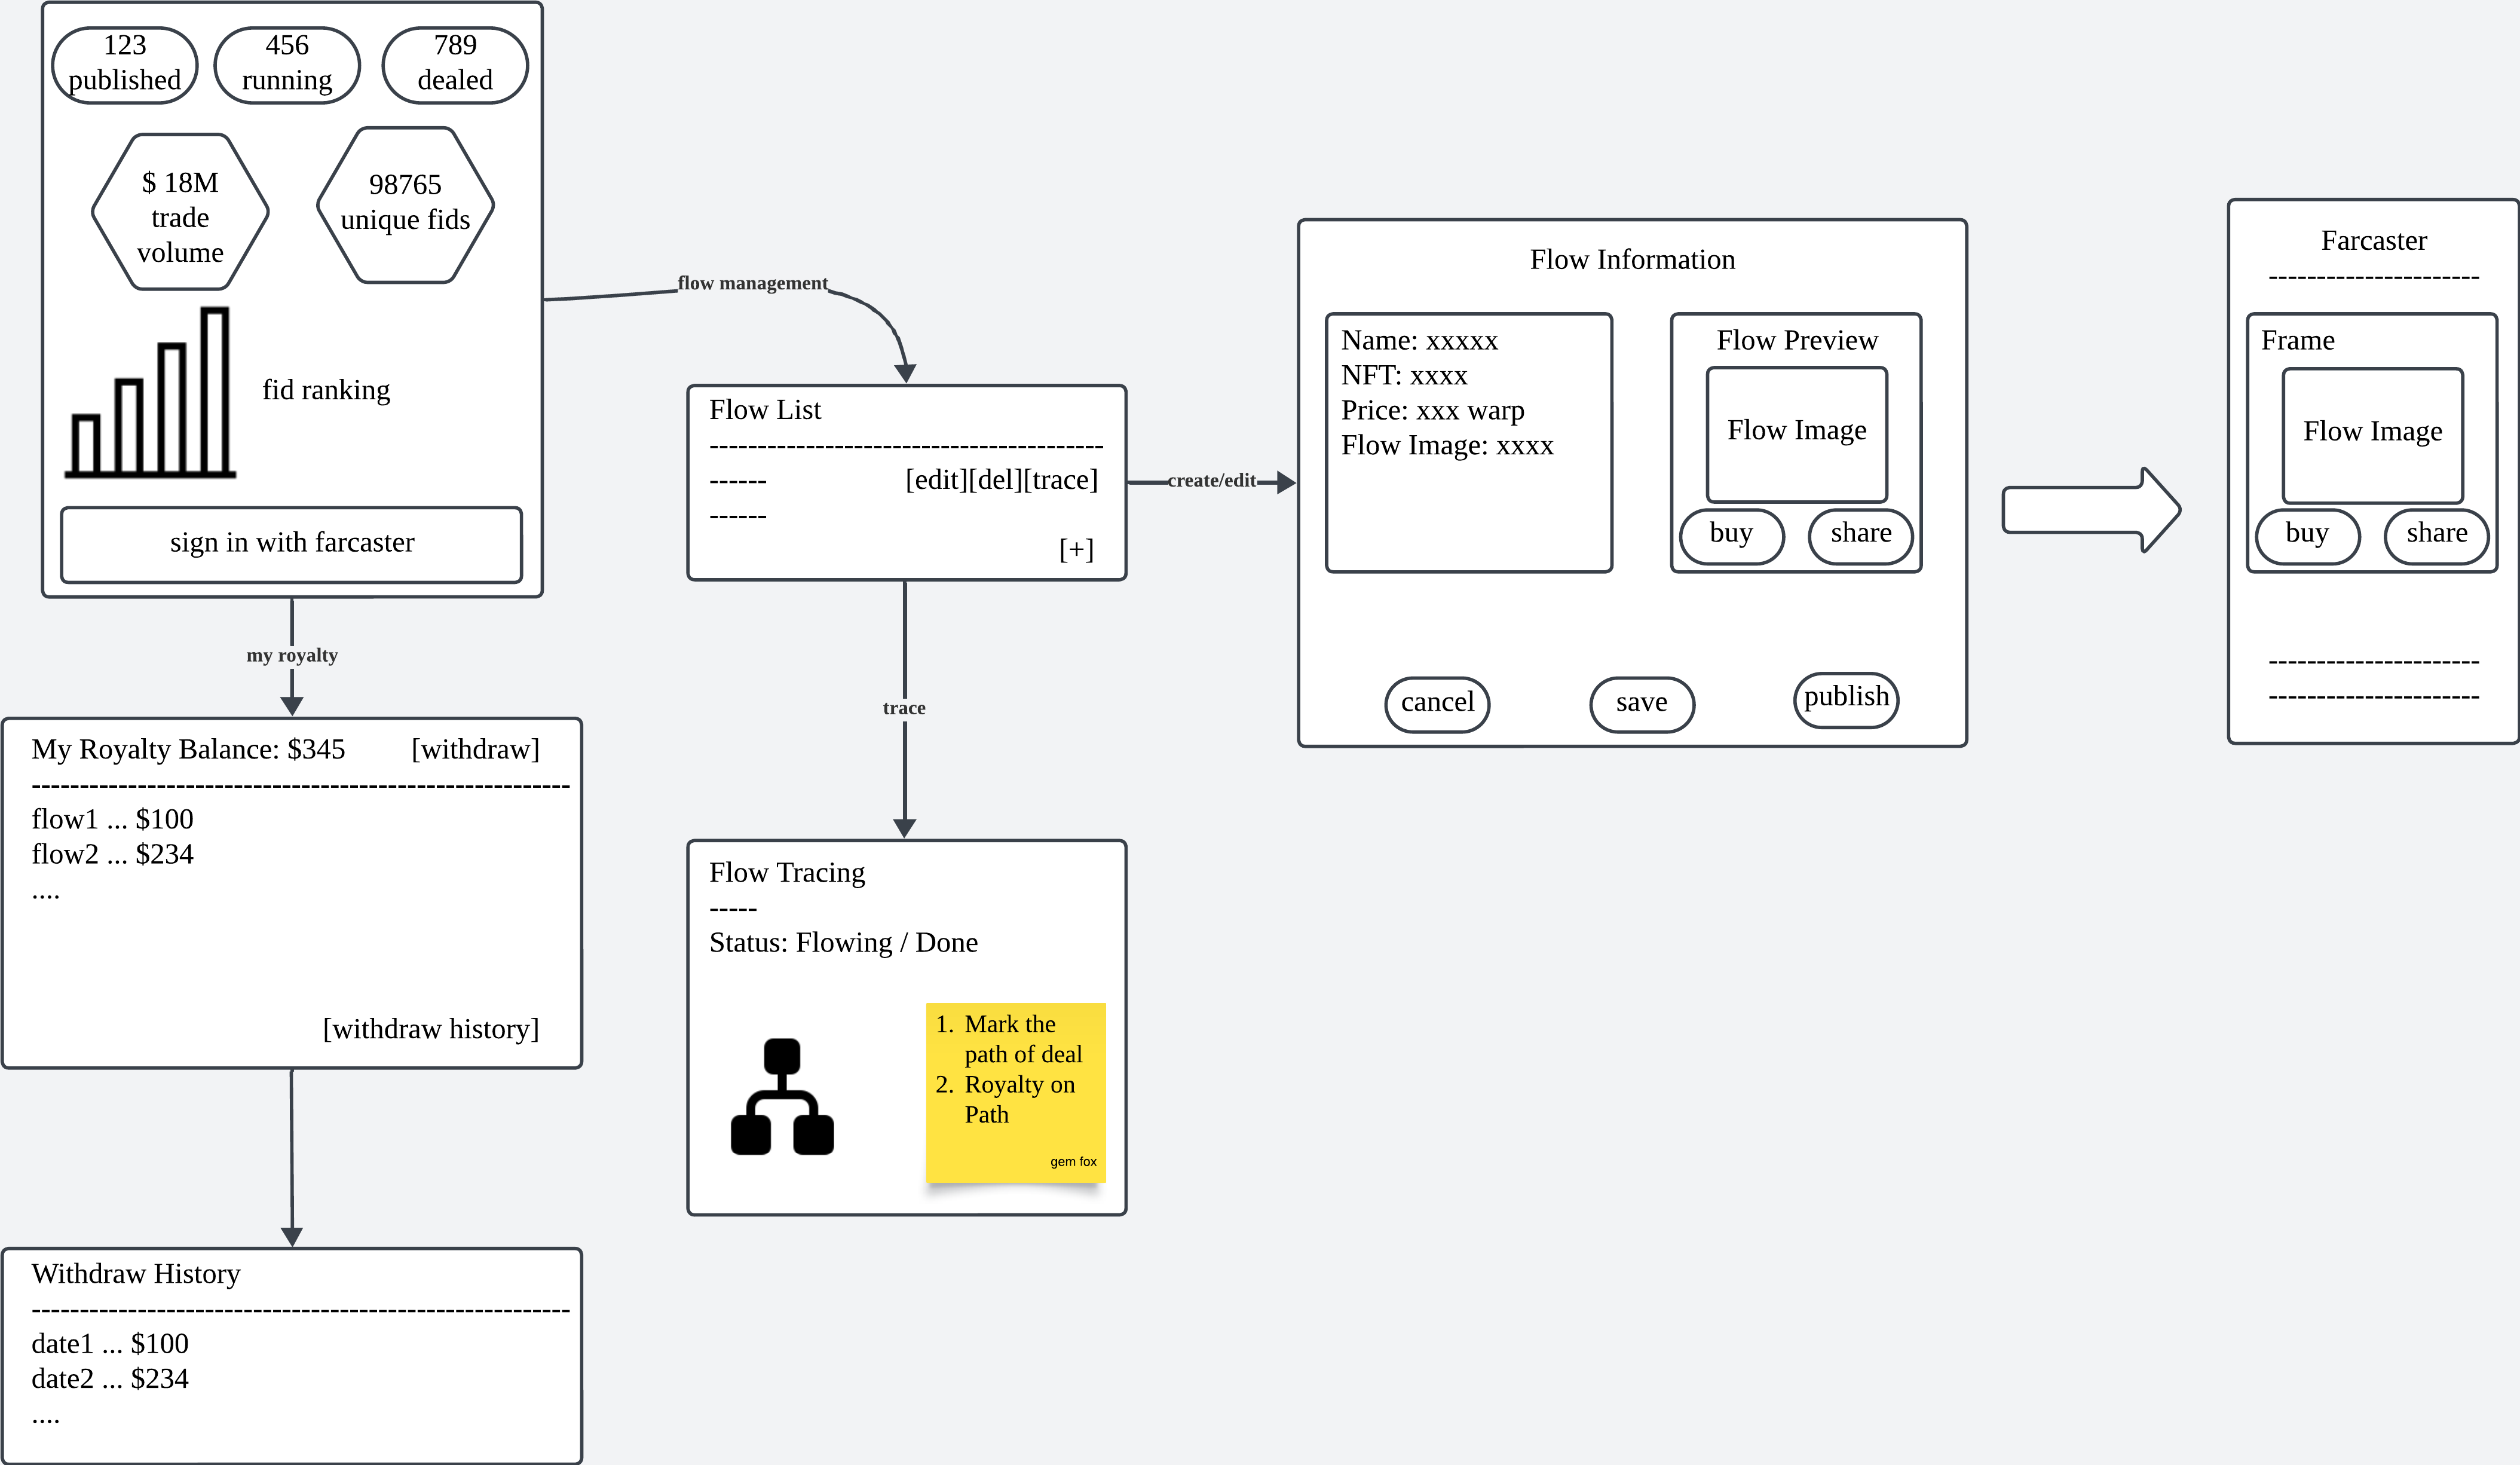 123
published
456
running
789
dealed
$ 18M
trade
volume
98765
unique fids
fid ranking
sign in with farcaster
flow management
my royalty
My Royalty Balance: $345 [withdraw]
--------------------------------------------------------
flow1 ... $100
flow2 ... $234
....
[withdraw history]
Withdraw History
--------------------------------------------------------
date1 ... $100
date2 ... $234
....
Flow List
-----------------------------------------
------ [edit][del][trace]
------
[+]
create/edit
trace
Flow Tracing
-----
Status: Flowing / Done
1. Mark the
path of deal
2. Royalty on
Path
gem fox
Flow Information
Name: xxxxx
NFT: xxxx
Price: xxx warp
Flow Image: xxxx
Flow Preview
Flow Image
buy
share
cancel
save
publish
Farcaster
----------------------
Frame
Flow Image
buy
share
----------------------
----------------------